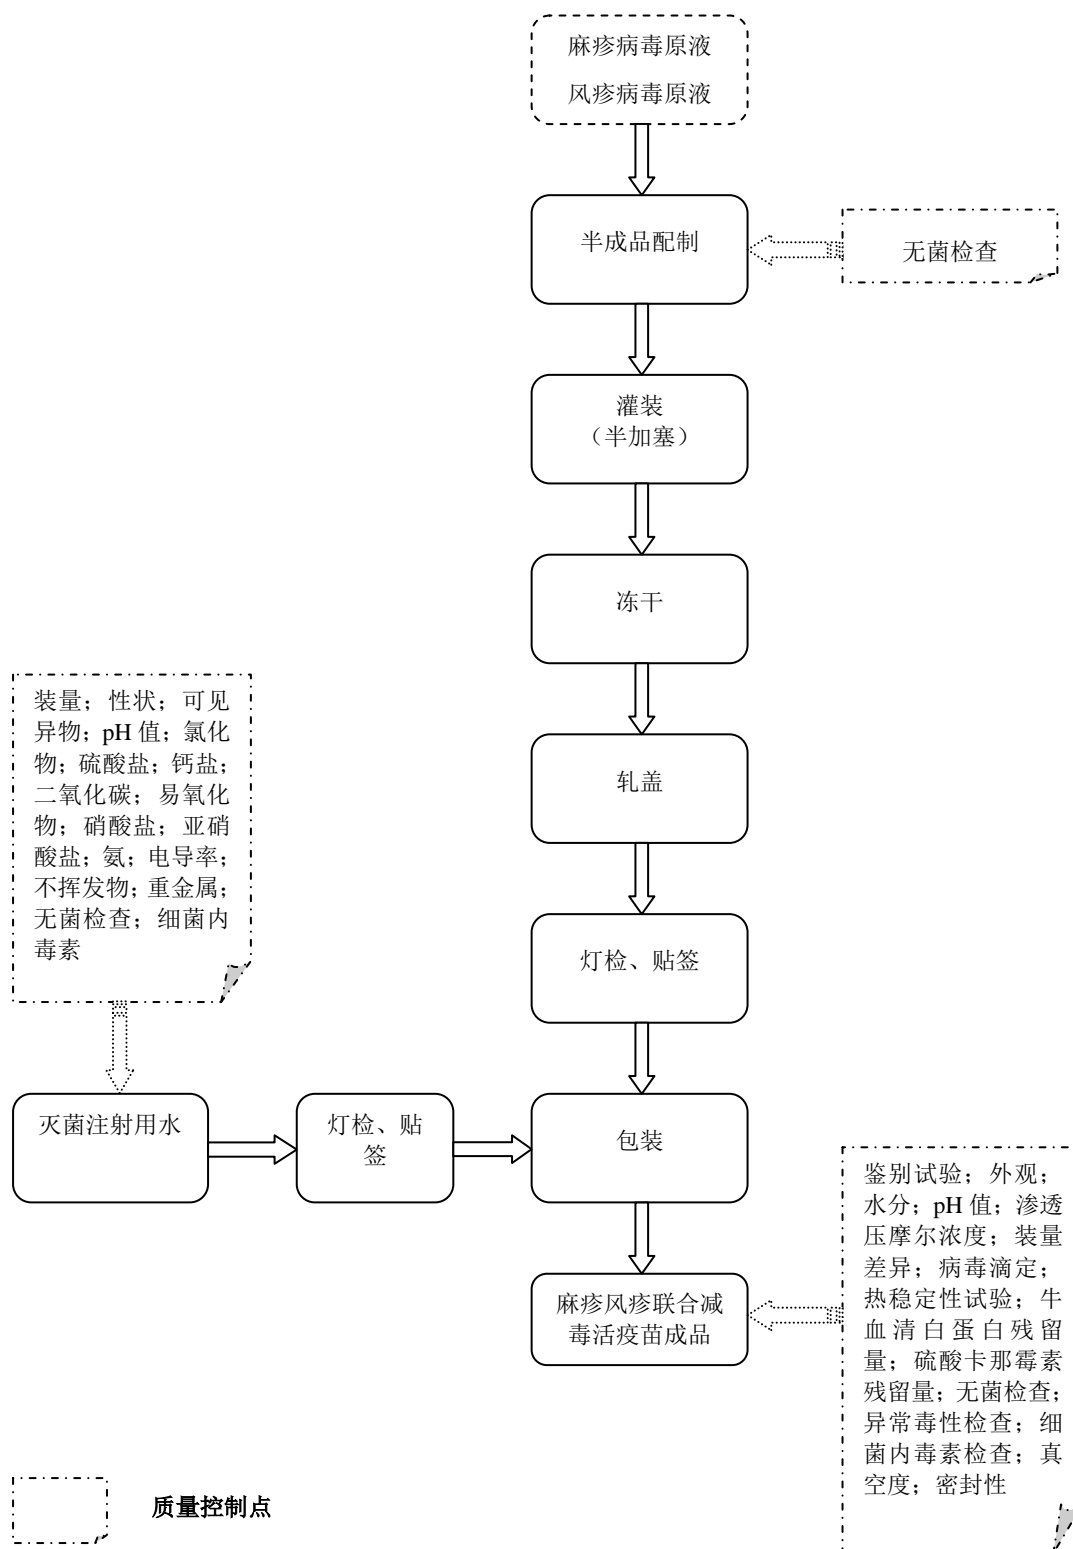 麻疹病毒原液
风疹病毒原液
半成品配制
无菌检查
灌装
（半加塞）
冻干
装量；性状；可见
异物；pH 值；氯化
物；硫酸盐；钙盐；
二氧化碳；易氧化
物；硝酸盐；亚硝
酸盐；氨；电导率；
不挥发物；重金属；
无菌检查；细菌内
毒素
轧盖
灯检、贴签
灭菌注射用水
灯检、贴
签
包装
鉴别试验；外观；
水分；pH 值；渗透
压摩尔浓度；装量
差异；病毒滴定；
热稳定性试验；牛
血清白蛋白残留
量；硫酸卡那霉素
残留量；无菌检查；
异常毒性检查；细
菌内毒素检查；真
空度；密封性
麻疹风疹联合减
毒活疫苗成品
质量控制点